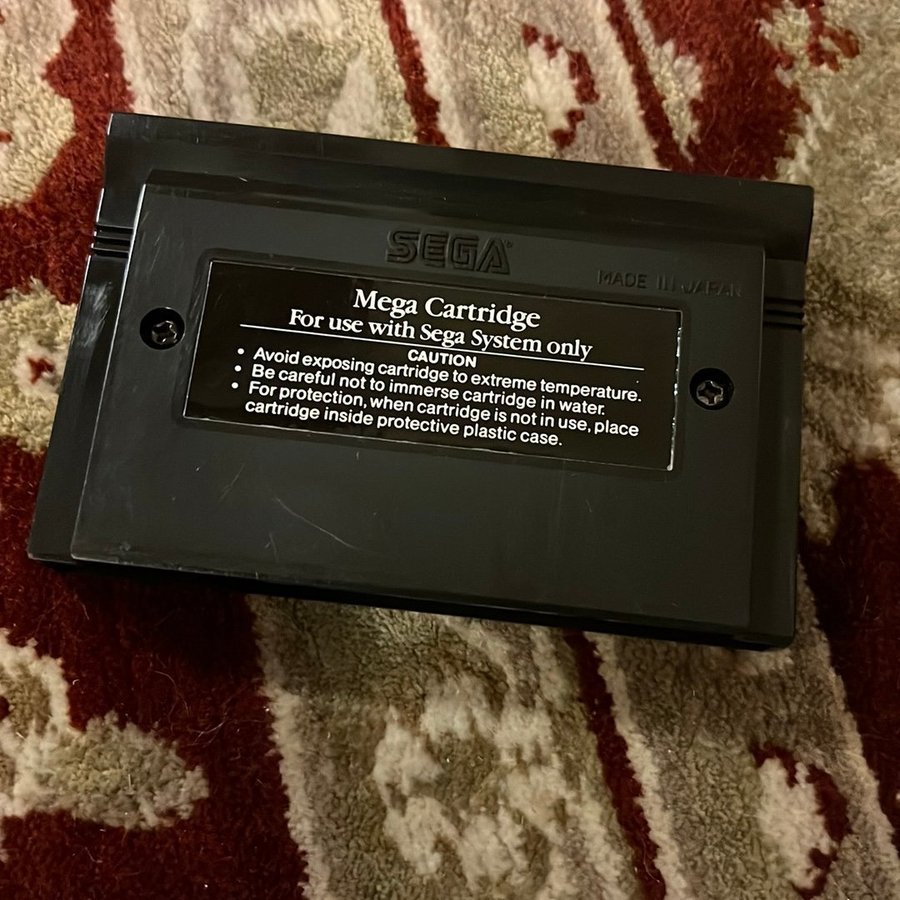 SEGA®
MADE IN JAPAN
Mega Cartridge
For use with Sega System only
CAUTION
• Avoid exposing cartridge to extreme temperature.
• Be careful not to immerse cartridge in water.
• For protection, when cartridge is not in use, place
cartridge inside protective plastic case.